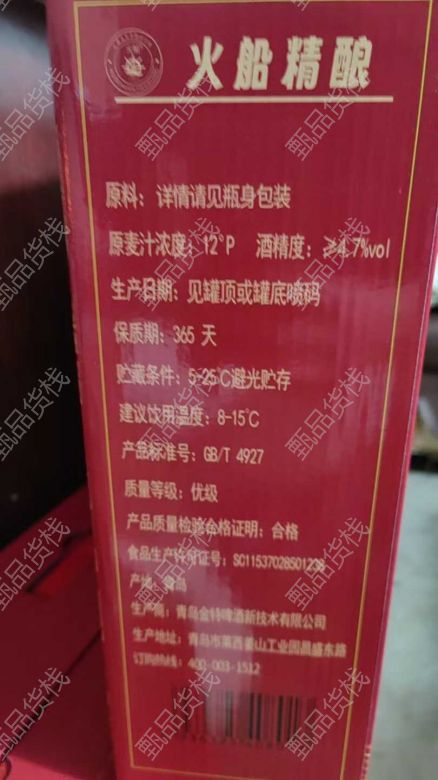 火船精酿
原料：详情请见瓶身包装
原麦汁浓度：12°P 酒精度：≥4.7%vol
生产日期：见罐顶或罐底喷码
保质期：365 天
贮藏条件：5-25℃避光贮存
建议饮用温度：8-15℃
产品标准号：GB/T 4927
质量等级：优级
产品质量检验合格证明：合格
食品生产许可证号：SC11537028501238
产地：青岛
生产商：青岛金特啤酒新技术有限公司
生产地址：青岛市莱西姜山工业园昌盛东路
订购热线：400-003-1512
甄品货栈